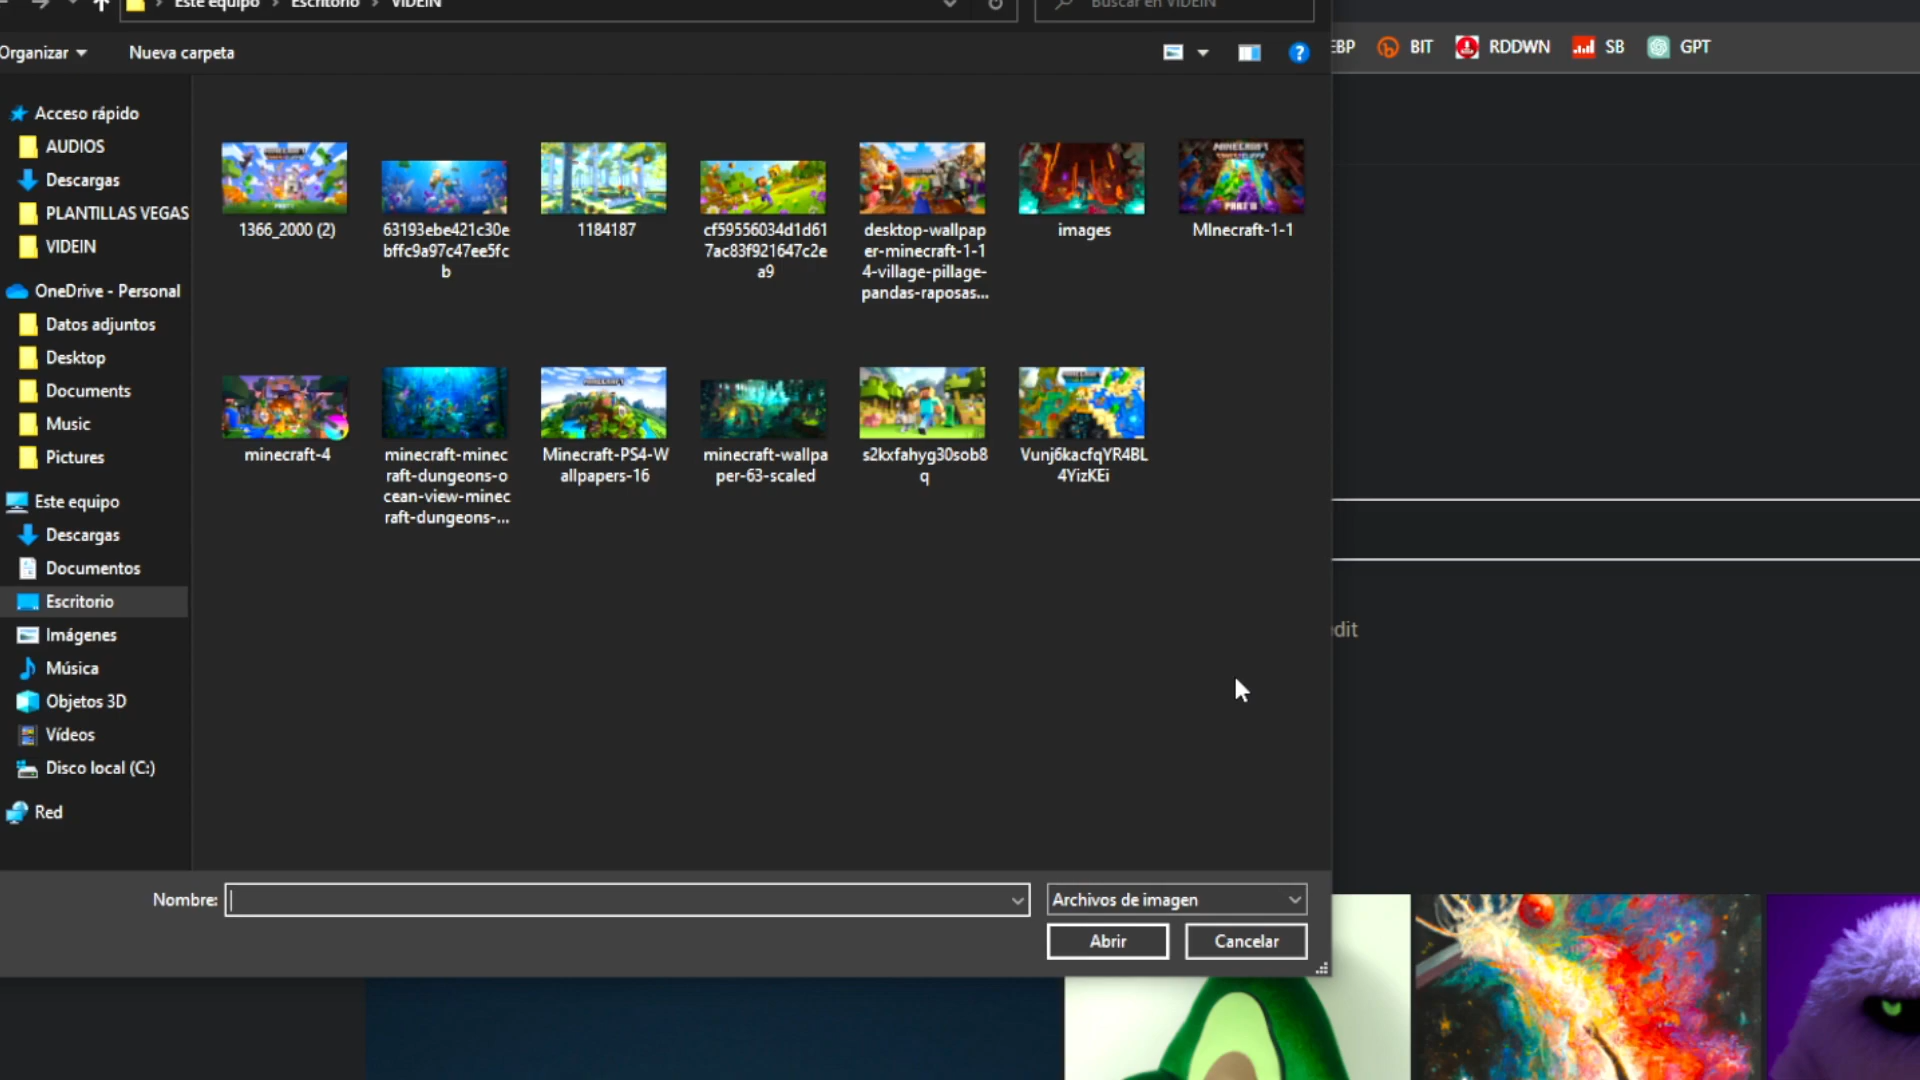 Este equipo > Escritorio > VIDEIN
Buscar en VIDEIN
Organizar
Nueva carpeta
BIT
RDDWN
SB
GPT
Acceso rápido
AUDIOS
Descargas
PLANTILLAS VEGAS
VIDEIN
OneDrive - Personal
Datos adjuntos
Desktop
Documents
Music
Pictures
Este equipo
Descargas
Documentos
Escritorio
Imágenes
Música
Objetos 3D
Vídeos
Disco local (C:)
Red
1366_2000 (2)
63193ebe421c30e
bffc9a97c47ee5fc
b
1184187
cf59556034d1d61
7ac83f921647c2e
a9
desktop-wallpap
er-minecraft-1-1
4-village-pillage-
pandas-raposas...
images
MINECRAFT
PART II
MInecraft-1-1
minecraft-4
minecraft-minec
raft-dungeons-o
cean-view-minec
raft-dungeons-...
Minecraft-PS4-W
allpapers-16
minecraft-wallpa
per-63-scaled
s2kxfahyg30sob8
q
Vunj6kacfqYR4BL
4YizKEi
dit
Nombre:
Archivos de imagen
Abrir
Cancelar